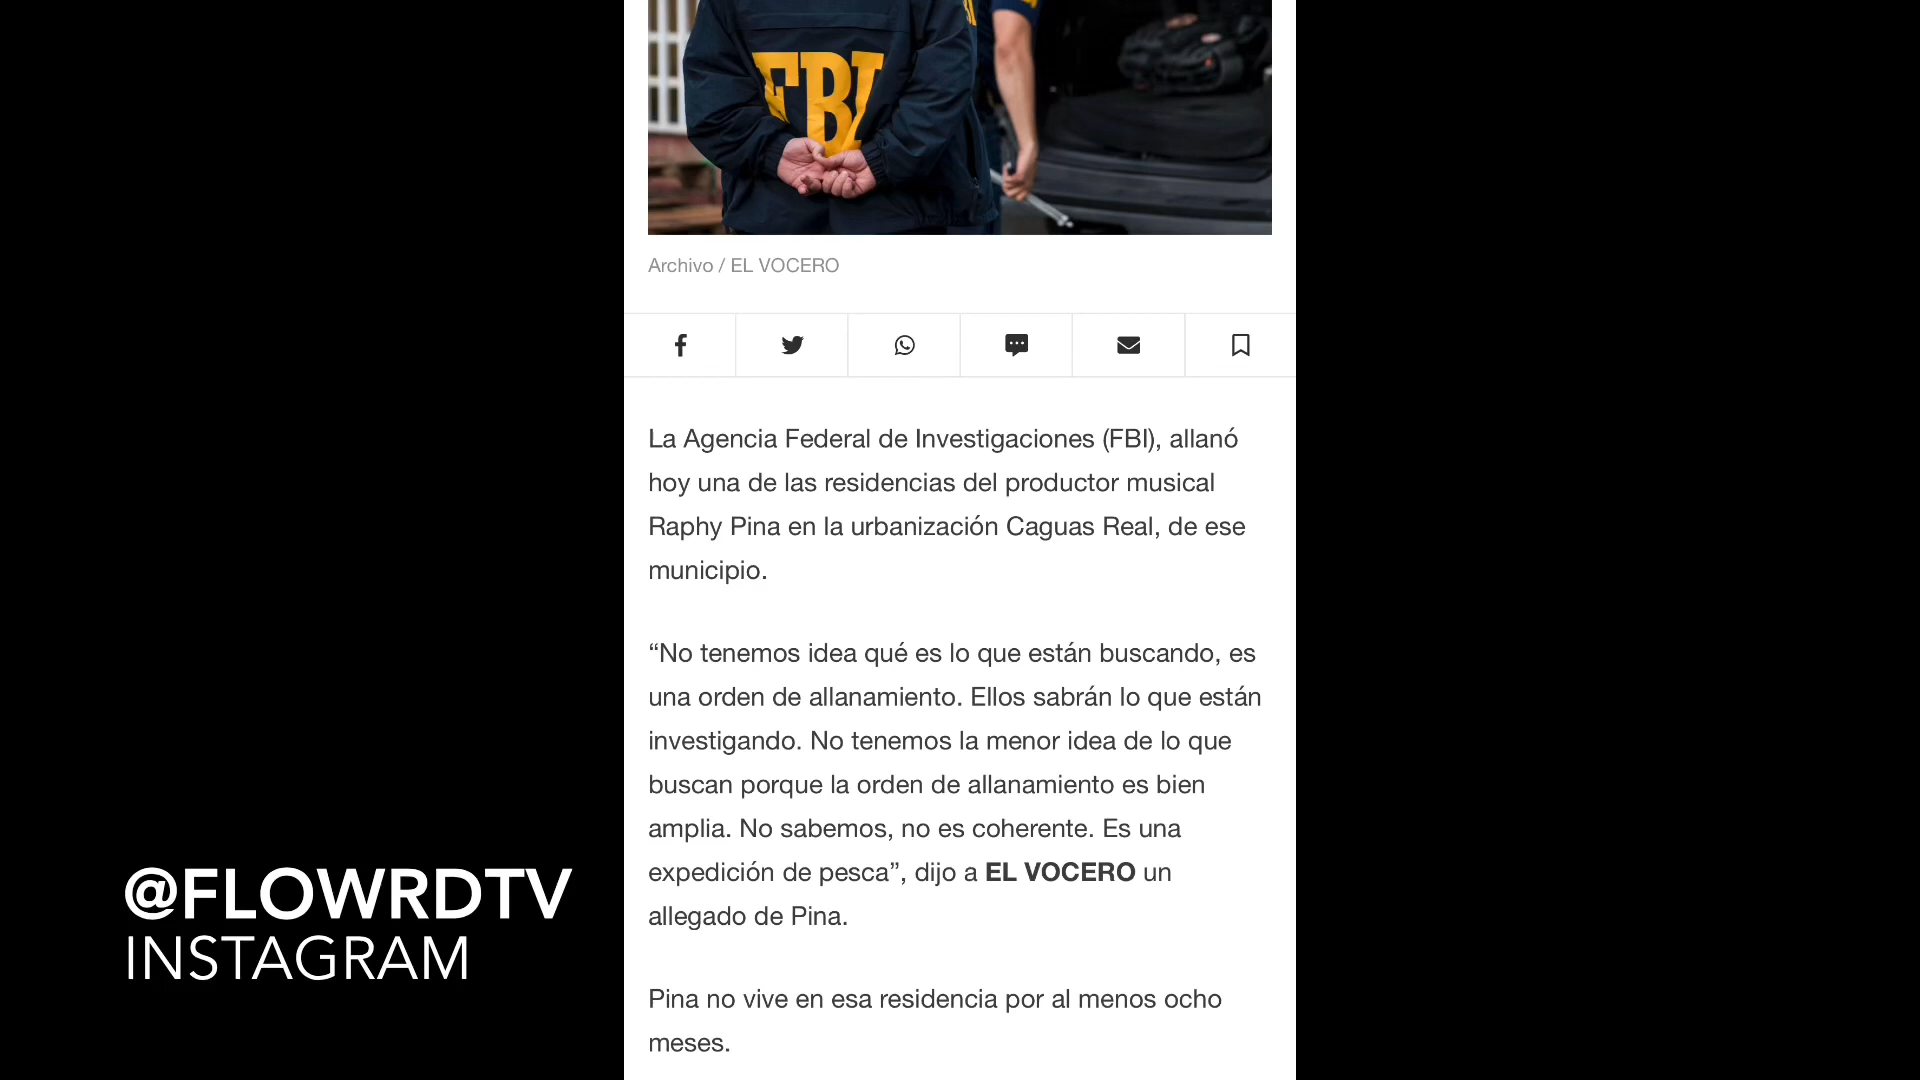 FBI
Archivo / EL VOCERO
La Agencia Federal de Investigaciones (FBI), allanó
hoy una de las residencias del productor musical
Raphy Pina en la urbanización Caguas Real, de ese
municipio.
“No tenemos idea qué es lo que están buscando, es
una orden de allanamiento. Ellos sabrán lo que están
investigando. No tenemos la menor idea de lo que
buscan porque la orden de allanamiento es bien
amplia. No sabemos, no es coherente. Es una
expedición de pesca”, dijo a EL VOCERO un
allegado de Pina.
Pina no vive en esa residencia por al menos ocho
meses.
@FLOWRDTV
INSTAGRAM